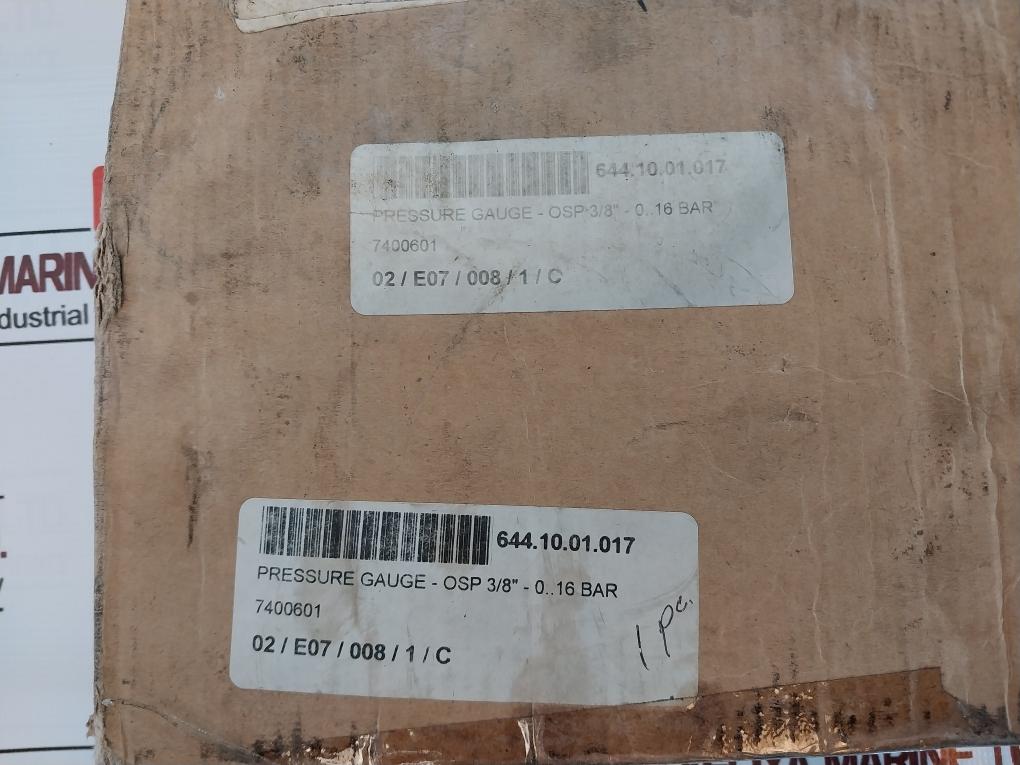 644.10.01.017
PRESSURE GAUGE - OSP 3/8" - 0..16 BAR
7400601
02 / E07 / 008 / 1 / C
MARIN
dustrial
644.10.01.017
PRESSURE GAUGE - OSP 3/8" - 0..16 BAR
7400601
02 / E07 / 008 / 1 / C
1 Pc.
MARINE